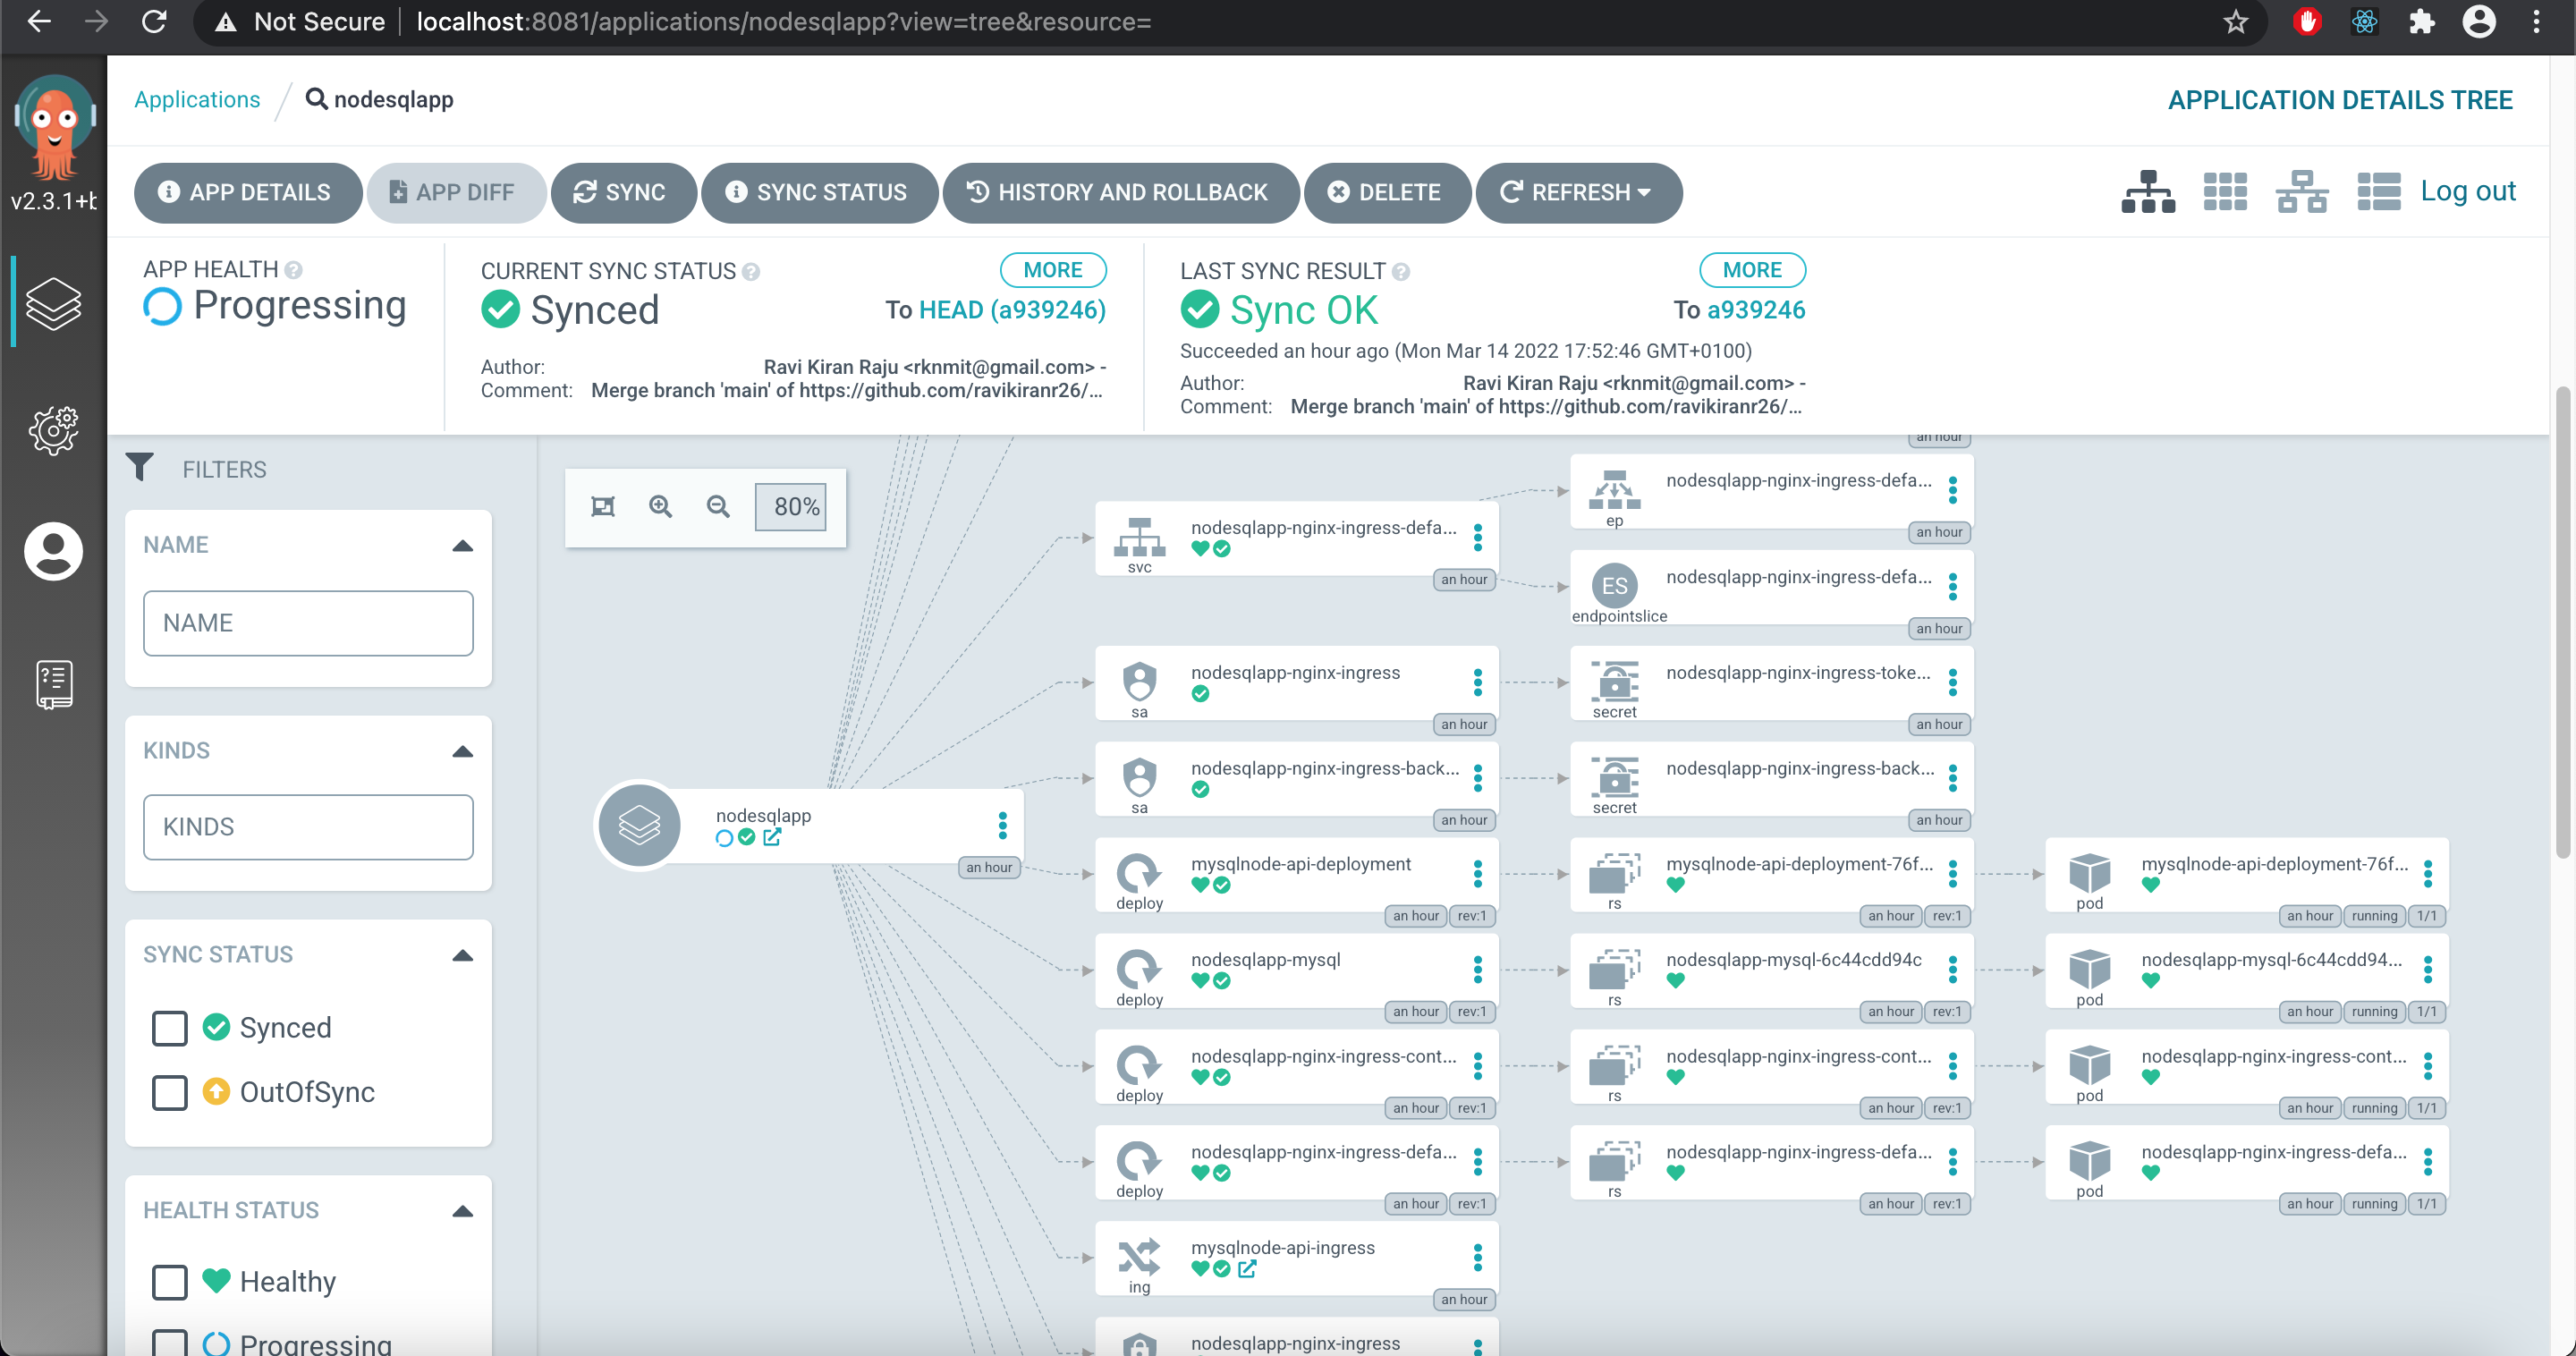 Not Secure localhost:8081/applications/nodesqlapp?view=tree&resource=
v2.3.1+b
Applications / nodesqlapp
APPLICATION DETAILS TREE
APP DETAILS APP DIFF SYNC SYNC STATUS HISTORY AND ROLLBACK DELETE REFRESH Log out
APP HEALTH
Progressing
CURRENT SYNC STATUS MORE
Synced To HEAD (a939246)
Author: Ravi Kiran Raju <rknmit@gmail.com> -
Comment: Merge branch 'main' of https://github.com/ravikiranr26/...
LAST SYNC RESULT MORE
Sync OK To a939246
Succeeded an hour ago (Mon Mar 14 2022 17:52:46 GMT+0100)
Author: Ravi Kiran Raju <rknmit@gmail.com> -
Comment: Merge branch 'main' of https://github.com/ravikiranr26/...
FILTERS
NAME
NAME
KINDS
KINDS
SYNC STATUS
Synced
OutOfSync
HEALTH STATUS
Healthy
Progressing
80%
nodesqlapp
an hour
an hour
nodesqlapp-nginx-ingress-defa...
svc
an hour
nodesqlapp-nginx-ingress-defa...
ep
an hour
ES
nodesqlapp-nginx-ingress-defa...
endpointslice
an hour
nodesqlapp-nginx-ingress
sa
an hour
nodesqlapp-nginx-ingress-toke...
secret
an hour
nodesqlapp-nginx-ingress-back...
sa
an hour
nodesqlapp-nginx-ingress-back...
secret
an hour
mysqlnode-api-deployment
deploy
an hour rev:1
mysqlnode-api-deployment-76f...
rs
an hour rev:1
mysqlnode-api-deployment-76f...
pod
an hour running 1/1
nodesqlapp-mysql
deploy
an hour rev:1
nodesqlapp-mysql-6c44cdd94c
rs
an hour rev:1
nodesqlapp-mysql-6c44cdd94...
pod
an hour running 1/1
nodesqlapp-nginx-ingress-cont...
deploy
an hour rev:1
nodesqlapp-nginx-ingress-cont...
rs
an hour rev:1
nodesqlapp-nginx-ingress-cont...
pod
an hour running 1/1
nodesqlapp-nginx-ingress-defa...
deploy
an hour rev:1
nodesqlapp-nginx-ingress-defa...
rs
an hour rev:1
nodesqlapp-nginx-ingress-defa...
pod
an hour running 1/1
mysqlnode-api-ingress
ing
an hour
nodesqlapp-nginx-ingress